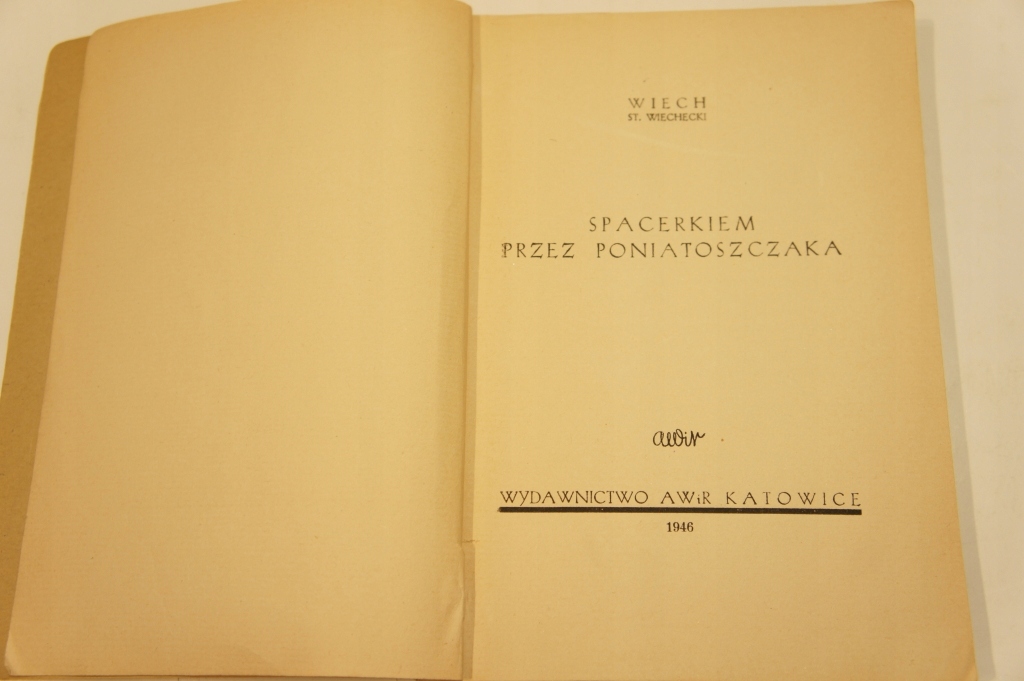 WIECH
ST. WIECHECKI
SPACERKIEM
PRZEZ PONIATOSZCZAKA
awir
WYDAWNICTWO AWiR KATOWICE
1946